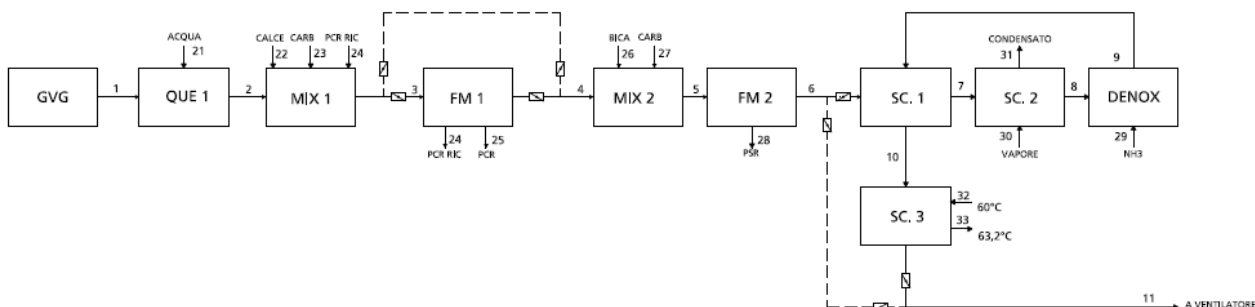 ACQUA
21
CALCE CARB PCR RIC
22 23 24
BICA CARB
26 27
CONDENSATO
31
9
GVG
1
QUE 1
2
MIX 1
3
FM 1
4
MIX 2
5
FM 2
6
SC. 1
7
SC. 2
8
DENOX
24 25
PCR RIC PCR
28
PSR
10
30
VAPORE
29
NH3
SC. 3
32
60°C
33
63,2°C
11
A VENTILATORE